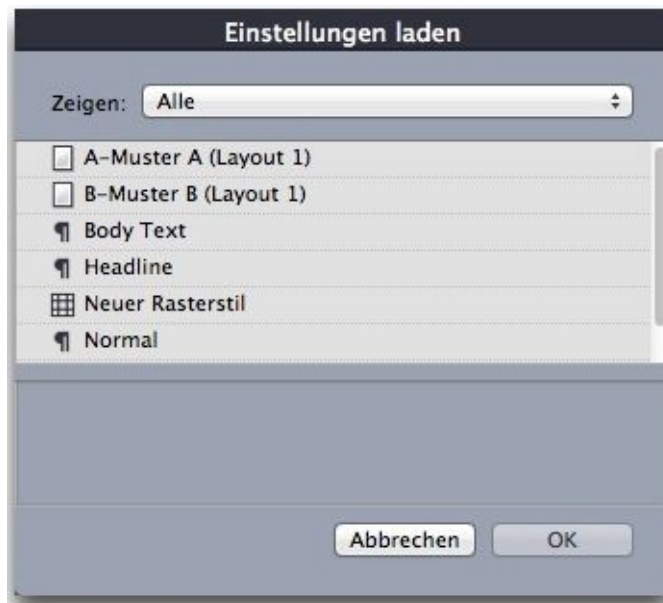 Einstellungen laden
Zeigen: Alle
A-Muster A (Layout 1)
B-Muster B (Layout 1)
¶ Body Text
¶ Headline
Neuer Rasterstil
¶ Normal
Abbrechen OK